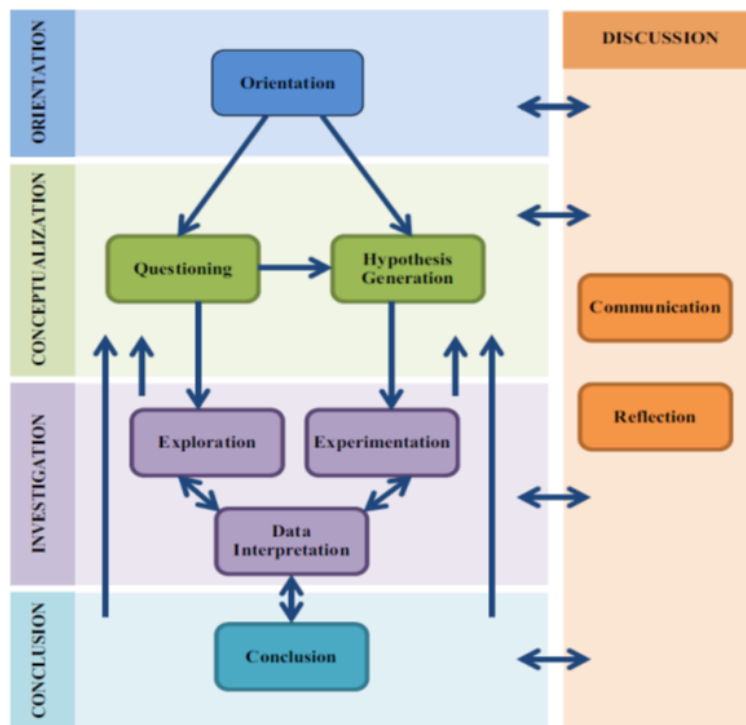 ORIENTATION
Orientation
CONCEPTUALIZATION
Questioning
Hypothesis
Generation
INVESTIGATION
Exploration
Experimentation
Data
Interpretation
CONCLUSION
Conclusion
DISCUSSION
Communication
Reflection